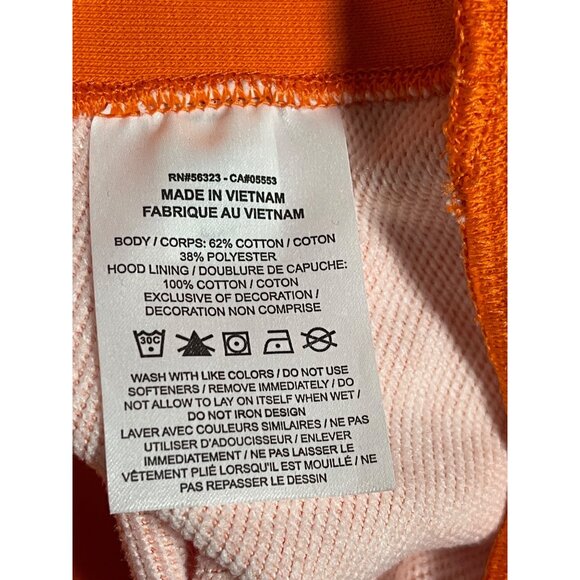 RN#56323 - CA#05553
MADE IN VIETNAM
FABRIQUE AU VIETNAM
BODY / CORPS: 62% COTTON / COTON
38% POLYESTER
HOOD LINING / DOUBLURE DE CAPUCHE:
100% COTTON / COTON
EXCLUSIVE OF DECORATION /
DECORATION NON COMPRISE
30C
WASH WITH LIKE COLORS / DO NOT USE
SOFTENERS / REMOVE IMMEDIATELY / DO
NOT ALLOW TO LAY ON ITSELF WHEN WET /
DO NOT IRON DESIGN
LAVER AVEC COULEURS SIMILAIRES / NE PAS
UTILISER D'ADOUCISSEUR / ENLEVER
IMMEDIATEMENT / NE PAS LAISSER LE
VÊTEMENT PLIÉ LORSQU'IL EST MOUILLÉ / NE
PAS REPASSER LE DESSIN